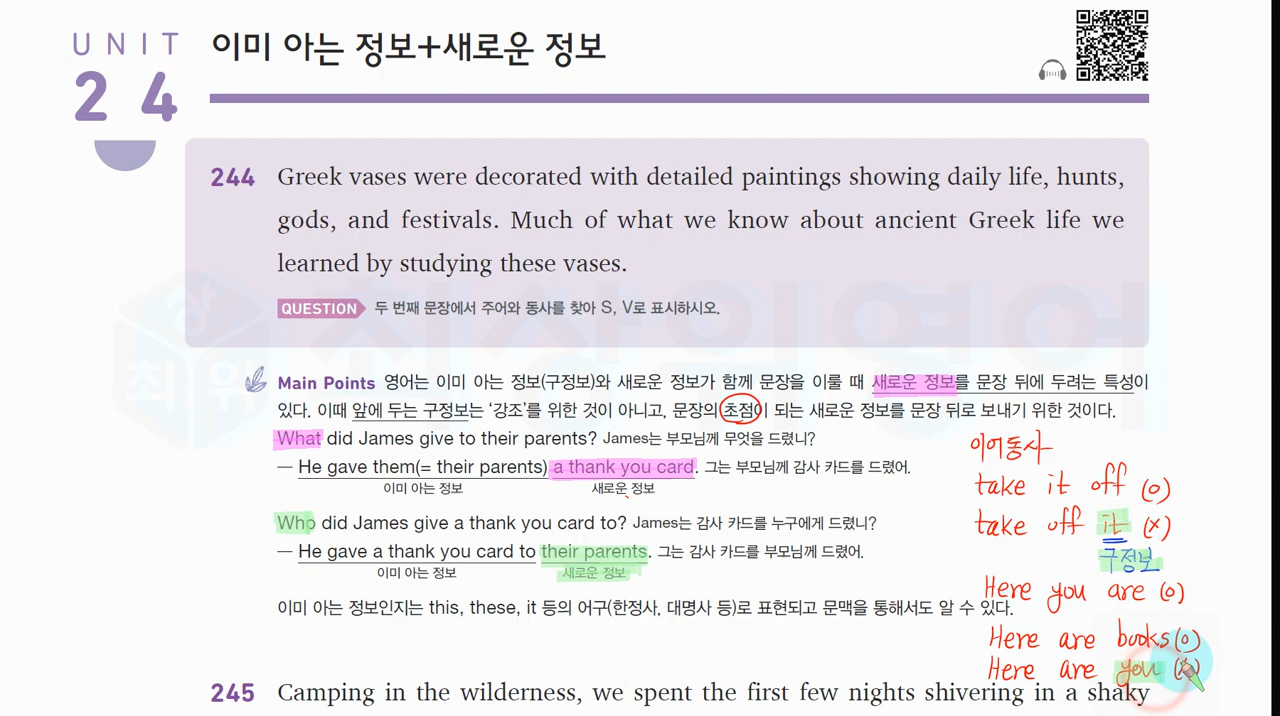 UNIT
24
이미 아는 정보+새로운 정보
244 Greek vases were decorated with detailed paintings showing daily life, hunts,
gods, and festivals. Much of what we know about ancient Greek life we
learned by studying these vases.
QUESTION 두 번째 문장에서 주어와 동사를 찾아 S, V로 표시하시오.
상
최위
최상위영어
Main Points 영어는 이미 아는 정보(구정보)와 새로운 정보가 함께 문장을 이룰 때 새로운 정보를 문장 뒤에 두려는 특성이
있다. 이때 앞에 두는 구정보는 ‘강조’를 위한 것이 아니고, 문장의 초점이 되는 새로운 정보를 문장 뒤로 보내기 위한 것이다.
What did James give to their parents? James는 부모님께 무엇을 드렸니?
— He gave them(= their parents) a thank you card. 그는 부모님께 감사 카드를 드렸어.
이미 아는 정보 새로운 정보
Who did James give a thank you card to? James는 감사 카드를 누구에게 드렸니?
— He gave a thank you card to their parents. 그는 감사 카드를 부모님께 드렸어.
이미 아는 정보 새로운 정보
이미 아는 정보인지는 this, these, it 등의 어구(한정사, 대명사 등)로 표현되고 문맥을 통해서도 알 수 있다.
이어동사
take it off (o)
take off it (x)
구정보
Here you are (o)
Here are books (o)
Here are you (x)
245 Camping in the wilderness, we spent the first few nights shivering in a shaky